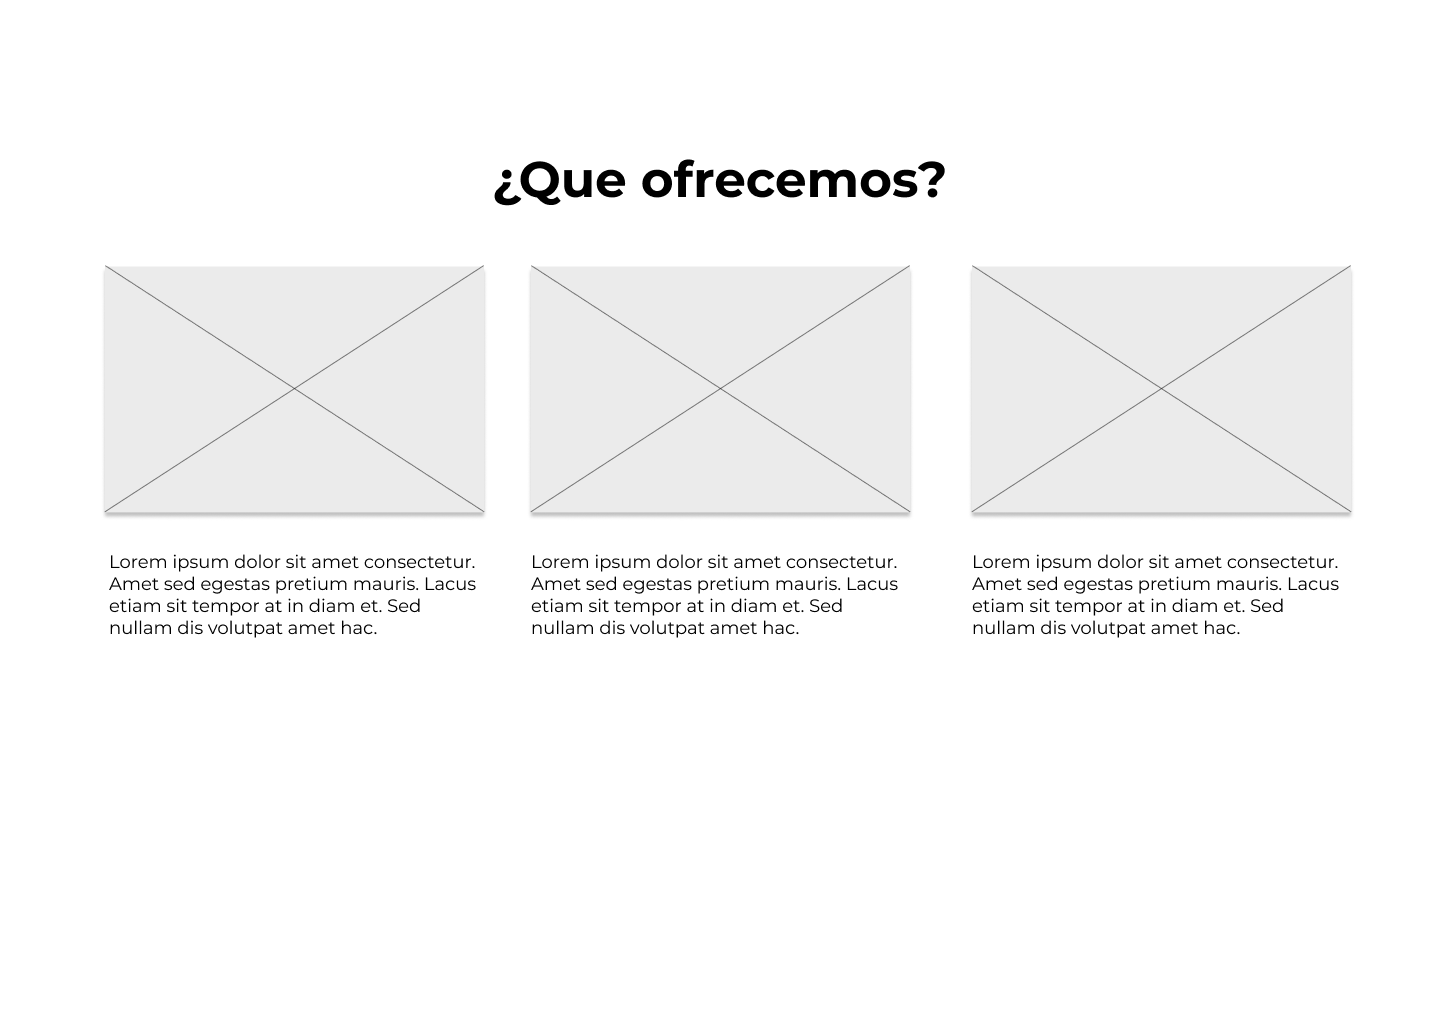 ¿Que ofrecemos?
Lorem ipsum dolor sit amet consectetur.
Amet sed egestas pretium mauris. Lacus
etiam sit tempor at in diam et. Sed
nullam dis volutpat amet hac.
Lorem ipsum dolor sit amet consectetur.
Amet sed egestas pretium mauris. Lacus
etiam sit tempor at in diam et. Sed
nullam dis volutpat amet hac.
Lorem ipsum dolor sit amet consectetur.
Amet sed egestas pretium mauris. Lacus
etiam sit tempor at in diam et. Sed
nullam dis volutpat amet hac.